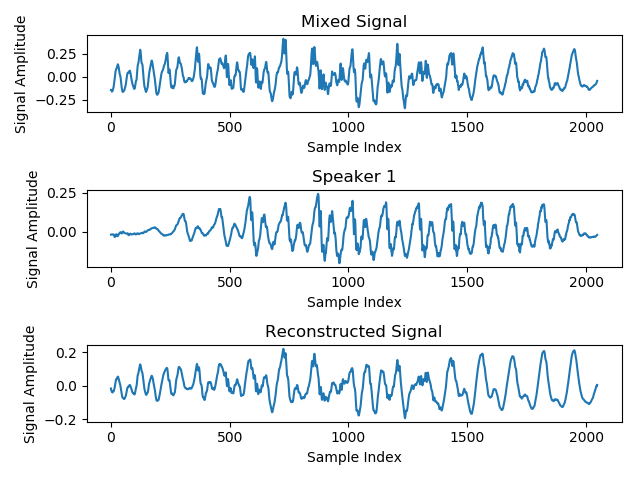 Mixed Signal
Signal Amplitude
0.25
0.00
−0.25
0 500 1000 1500 2000
Sample Index
Speaker 1
Signal Amplitude
0.25
0.00
0 500 1000 1500 2000
Sample Index
Reconstructed Signal
Signal Amplitude
0.2
0.0
−0.2
0 500 1000 1500 2000
Sample Index